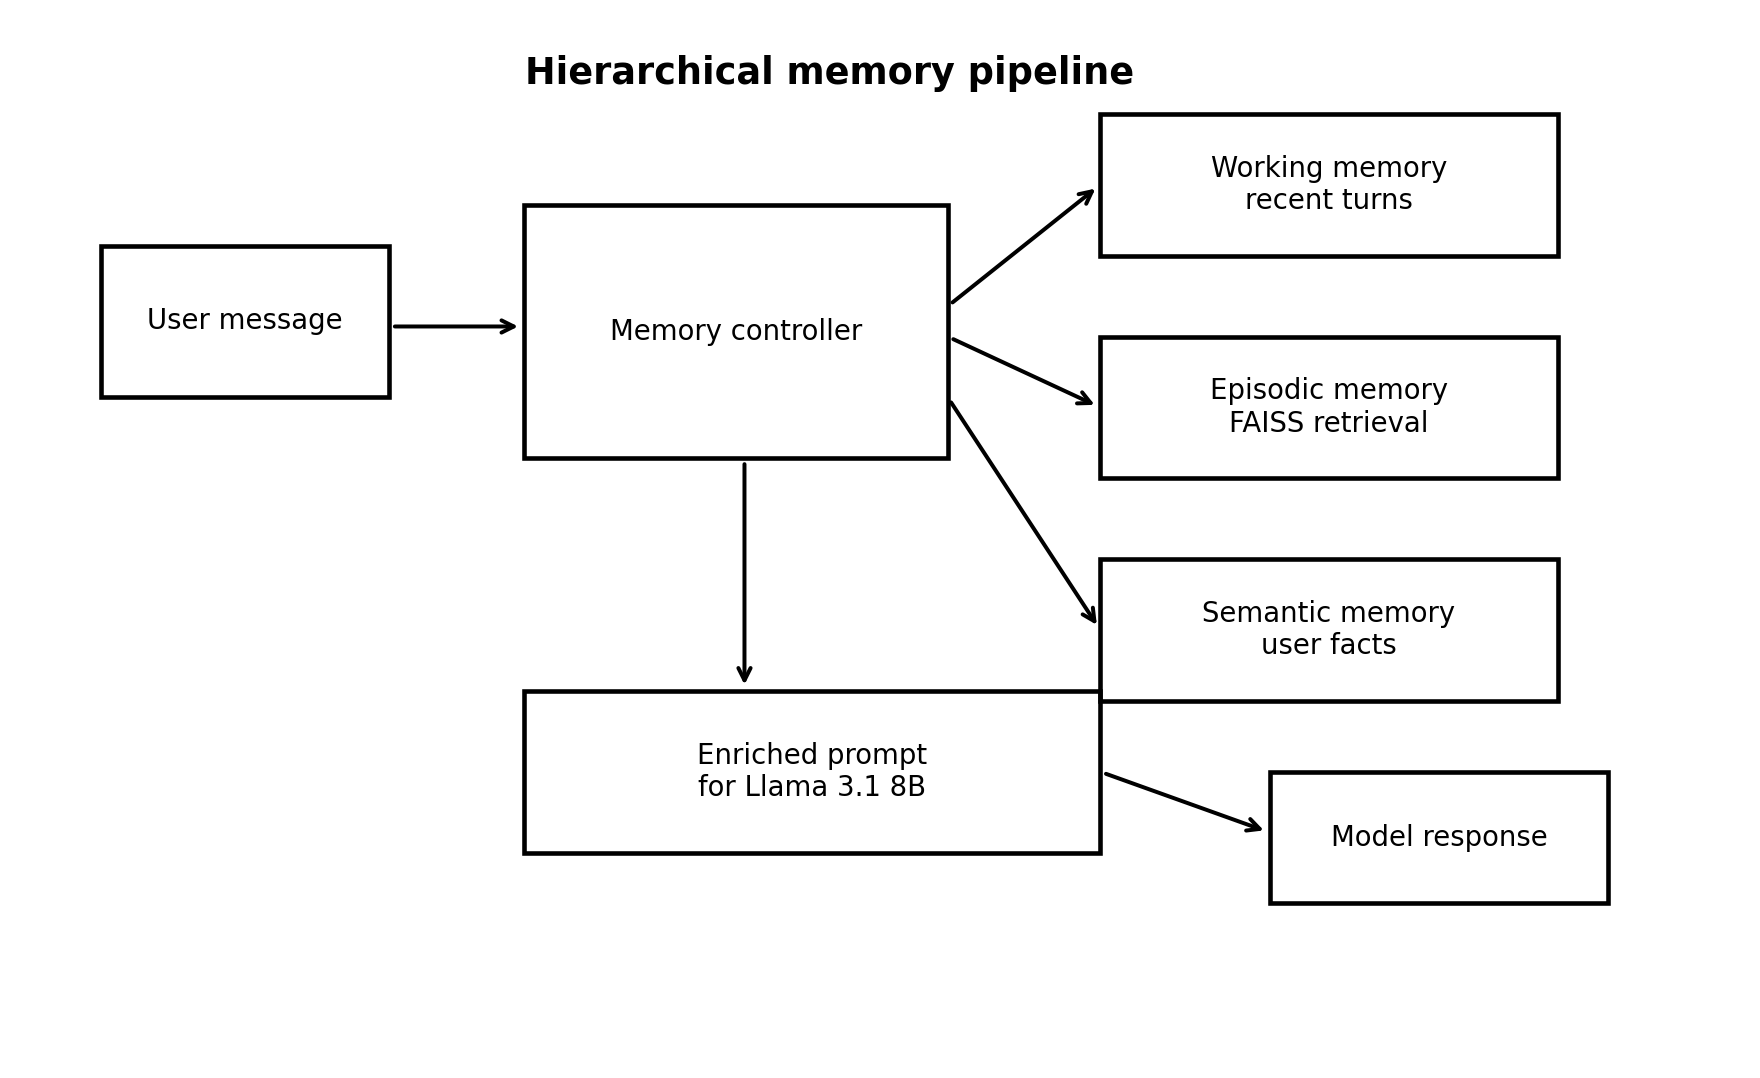 Hierarchical memory pipeline
User message
Memory controller
Working memory
recent turns
Episodic memory
FAISS retrieval
Semantic memory
user facts
Enriched prompt
for Llama 3.1 8B
Model response